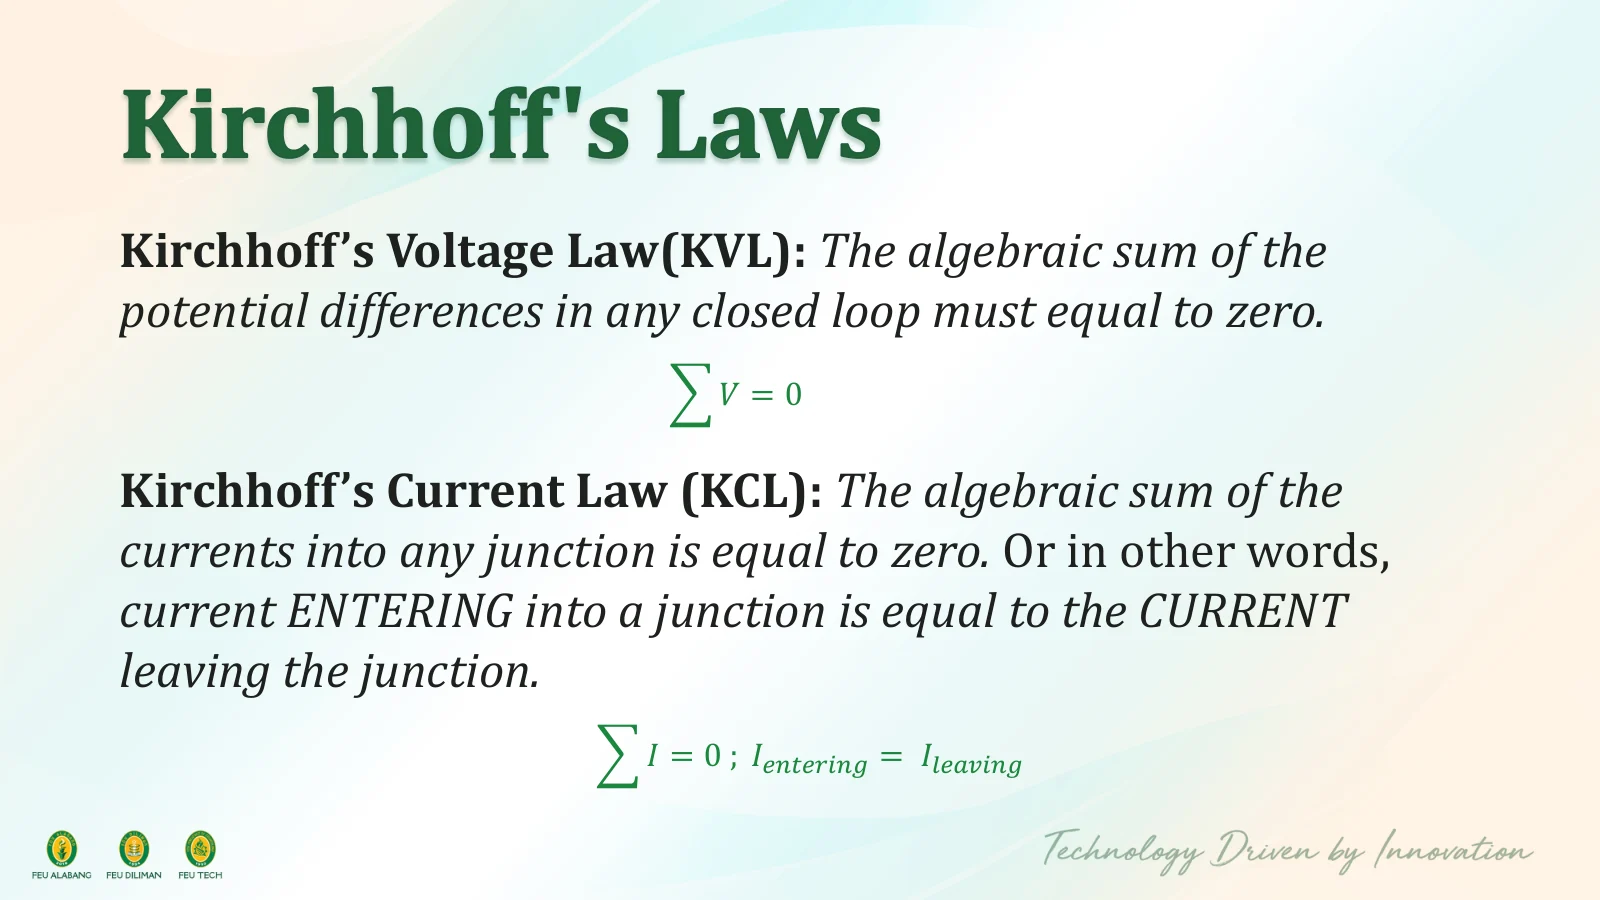 Kirchhoff's Laws
Kirchhoff’s Voltage Law(KVL): The algebraic sum of the
potential differences in any closed loop must equal to zero.
∑ V = 0
Kirchhoff’s Current Law (KCL): The algebraic sum of the
currents into any junction is equal to zero. Or in other words,
current ENTERING into a junction is equal to the CURRENT
leaving the junction.
∑ I = 0 ; I_entering = I_leaving
FEU ALABANG FEU DILIMAN FEU TECH
Technology Driven by Innovation